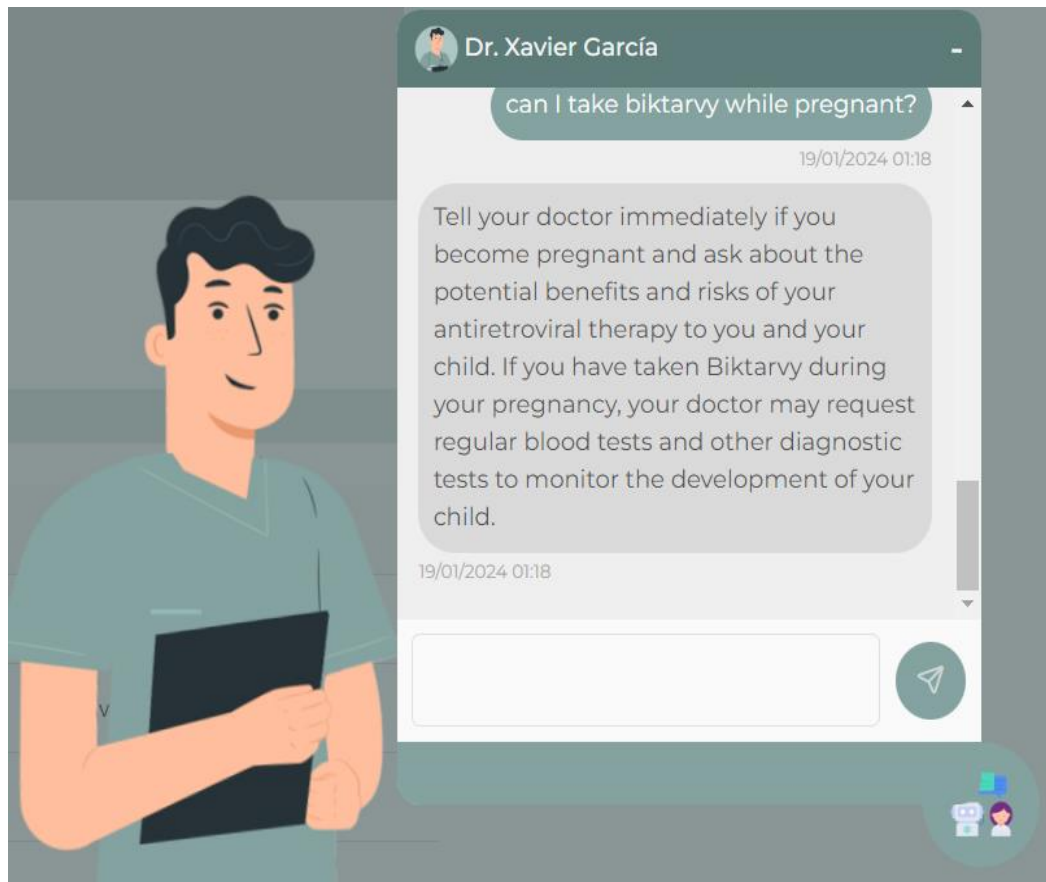 Dr. Xavier García
-
can I take biktarvy while pregnant?
19/01/2024 01:18
Tell your doctor immediately if you
become pregnant and ask about the
potential benefits and risks of your
antiretroviral therapy to you and your
child. If you have taken Biktarvy during
your pregnancy, your doctor may request
regular blood tests and other diagnostic
tests to monitor the development of your
child.
19/01/2024 01:18
v